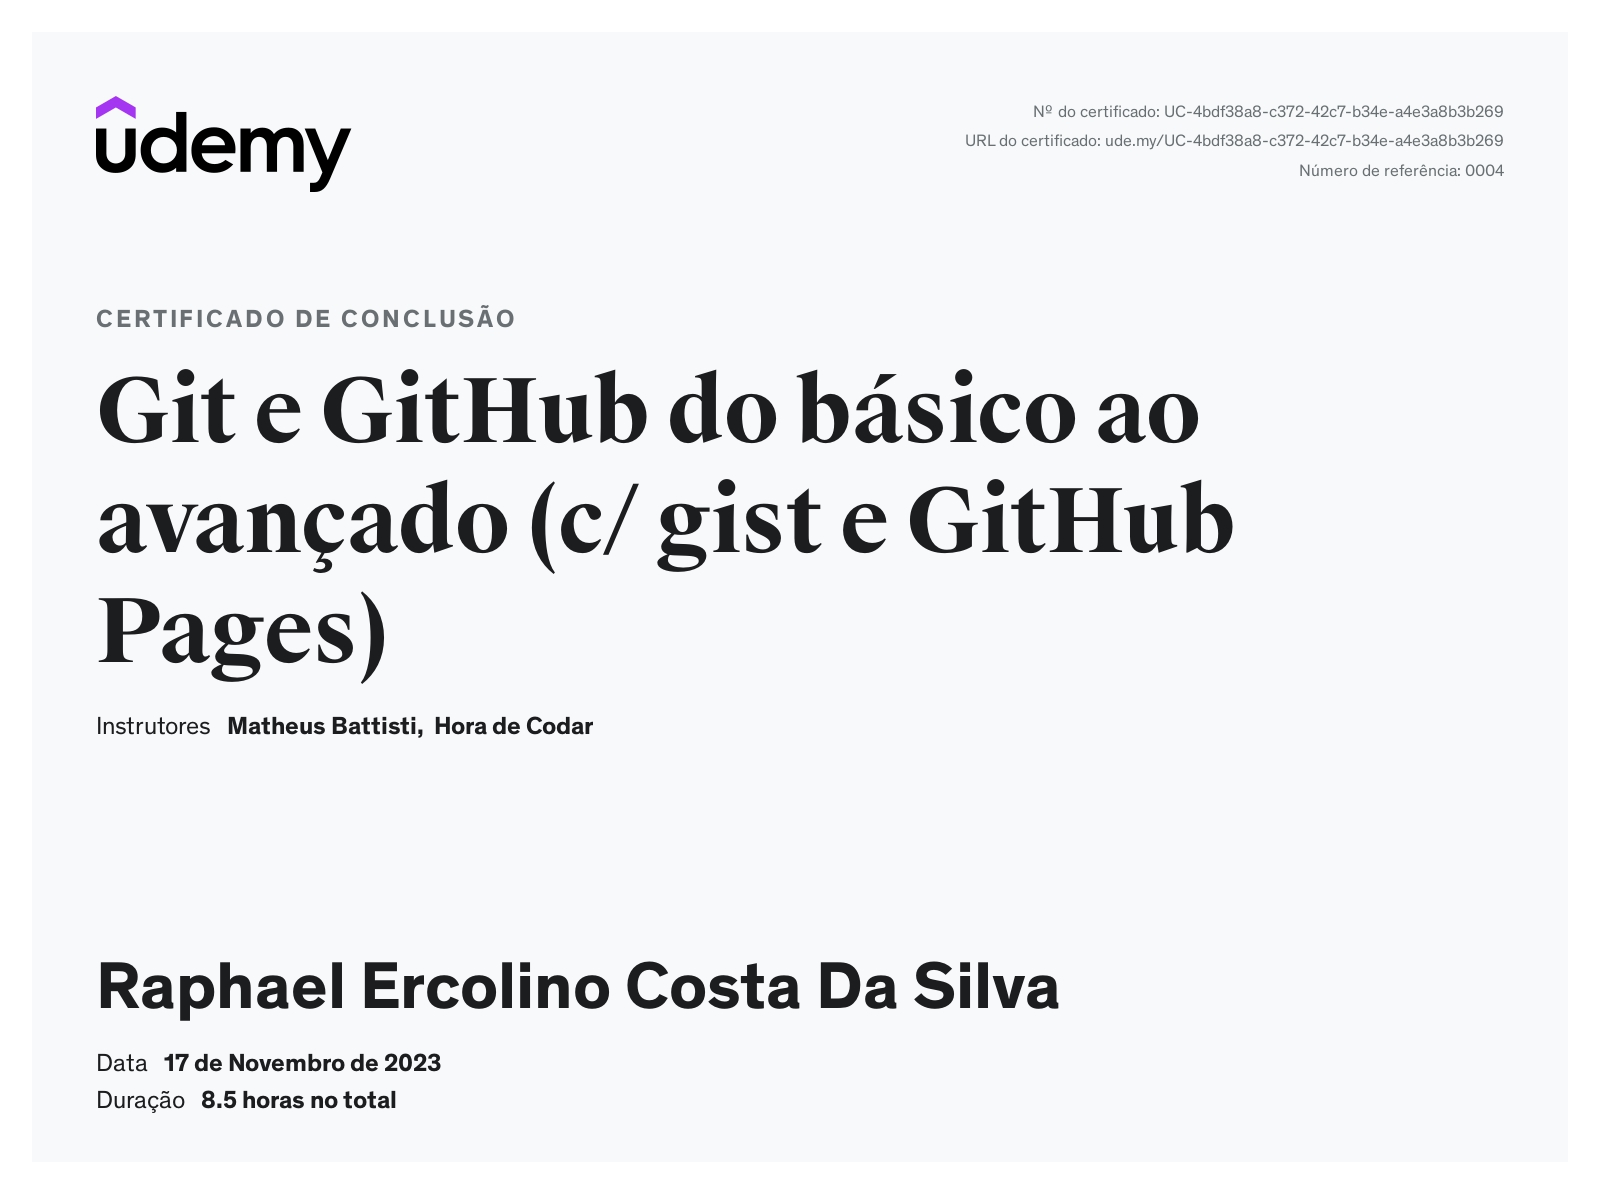 udemy
Nº do certificado: UC-4bdf38a8-c372-42c7-b34e-a4e3a8b3b269
URL do certificado: ude.my/UC-4bdf38a8-c372-42c7-b34e-a4e3a8b3b269
Número de referência: 0004
CERTIFICADO DE CONCLUSÃO
Git e GitHub do básico ao
avançado (c/ gist e GitHub
Pages)
Instrutores Matheus Battisti, Hora de Codar
Raphael Ercolino Costa Da Silva
Data 17 de Novembro de 2023
Duração 8.5 horas no total